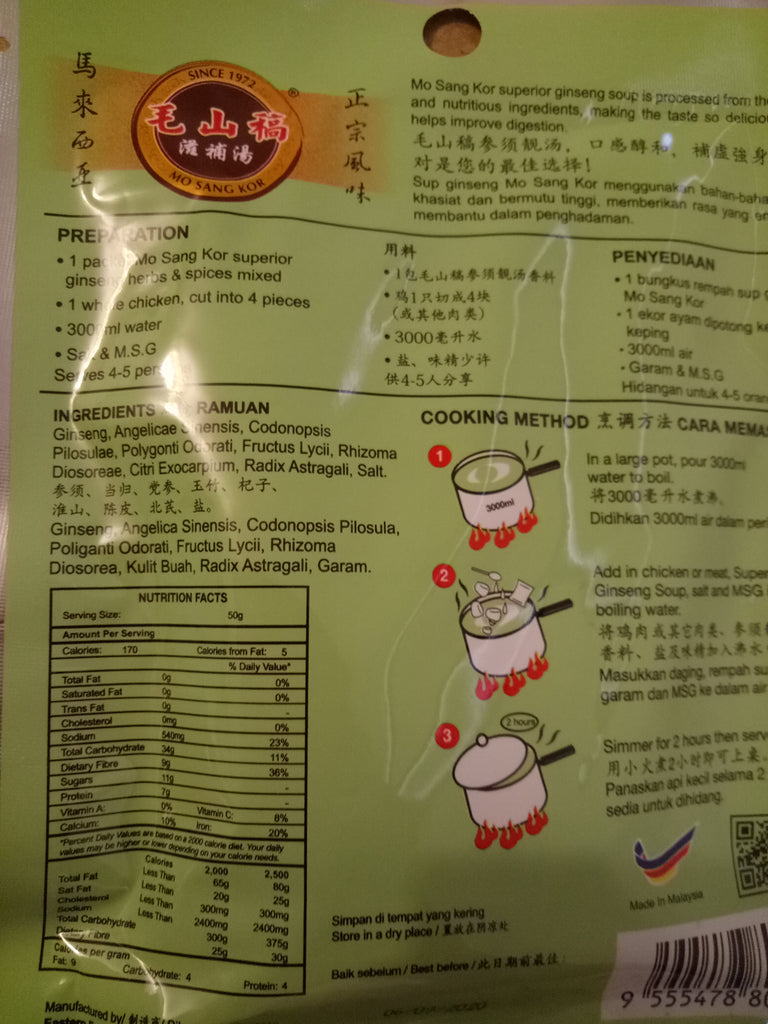 馬來西亞
SINCE 1972
®
毛山稿
滋補湯
MO SANG KOR
正宗風味
Mo Sang Kor superior ginseng soup is processed from
and nutritious ingredients, making the taste so
helps improve digestion.
毛山稿参须靓汤，口感醇和、補虚強身
对是您的最佳选择！
Sup ginseng Mo Sang Kor menggunakan
khasiat dan bermutu tinggi, memberikan rasa yang
membantu dalam penghadaman.
PREPARATION
• 1 Mo Sang Kor superior
herbs & spices mixed
• 1 chicken, cut into 4 pieces
• ml water
• & M.S.G
4-5
用料
• 1包毛山稿参须靓汤香料
• 鸡1只切成4块
(或其他肉类)
• 3000毫升水
• 盐、味精少许
供4-5人分享
PENYEDIAAN
• 1 bungkus rempah sup
Mo Sang Kor
• 1 ekor ayam dipotong
keping
• 3000ml air
• Garam & M.S.G
Hidangan untuk 4-5
INGREDIENTS RAMUAN
Ginseng, Angelicae Codonopsis
Pilosulae, Polygonti Fructus Lycii, Rhizoma
Diosoreae, Citri Exocarpium, Radix Astragali, Salt.
参须、当归、党参、玉竹、杞子、
淮山、陈皮、北芪、盐。
Ginseng, Angelica Sinensis, Codonopsis Pilosula,
Poliganti Odorati, Fructus Lycii, Rhizoma
Diosorea, Kulit Buah, Radix Astragali, Garam.
COOKING METHOD 烹调方法 CARA
1
3000ml
In a large pot, pour 3000ml
water to boil.
将3000毫升水煮沸。
Didihkan 3000ml air dalam
2
Add in chicken or meat,
Ginseng Soup, salt and MSG
boiling water.
将鸡肉或其它肉类、参须
香料、盐及味精加入沸水
Masukkan daging, rempah
garam dan MSG ke dalam air
3
2 hours
Simmer for 2 hours then
用小火煮2小时即可上桌。
Panaskan api kecil selama 2
sedia untuk dihidang.
NUTRITION FACTS
Serving Size: 50g
Amount Per Serving
Calories: 170 Calories from Fat: 5
% Daily Value*
Total Fat 0g 0%
Saturated Fat 0g 0%
Trans Fat 0g -
Cholesterol 0mg 0%
Sodium 540mg 23%
Total Carbohydrate 34g 11%
Dietary Fibre 9g 36%
Sugars 11g -
Protein 7g -
Vitamin A: 0% Vitamin C: 8%
Calcium: 10% Iron: 20%
*Percent Daily Values are based on a 2000 calorie diet. Your daily
values may be higher or lower depending on your calorie needs.
Calories 2,000 2,500
Total Fat Less Than 65g 80g
Sat Fat Less Than 20g 25g
Cholesterol Less Than 300mg 300mg
Sodium Less Than 2400mg 2400mg
Total Carbohydrate 300g 375g
Dietary Fibre 25g 30g
Calories per gram
Fat: 9 Carbohydrate: 4 Protein: 4
Made in Malaysia
Simpan di tempat yang kering
Store in a dry place / 置放在阴凉处
Baik sebelum / Best before / 此日期前最佳:
9 555478
Manufactured by/ 制造商/